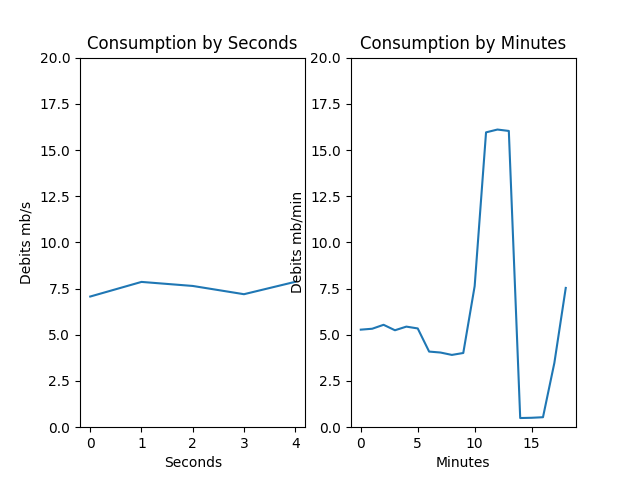 Consumption by Seconds
Consumption by Minutes
20.0
17.5
15.0
12.5
10.0
7.5
5.0
2.5
0.0
Debits mb/s
0 1 2 3 4
Seconds
20.0
17.5
15.0
12.5
10.0
7.5
5.0
2.5
0.0
Debits mb/min
0 5 10 15
Minutes